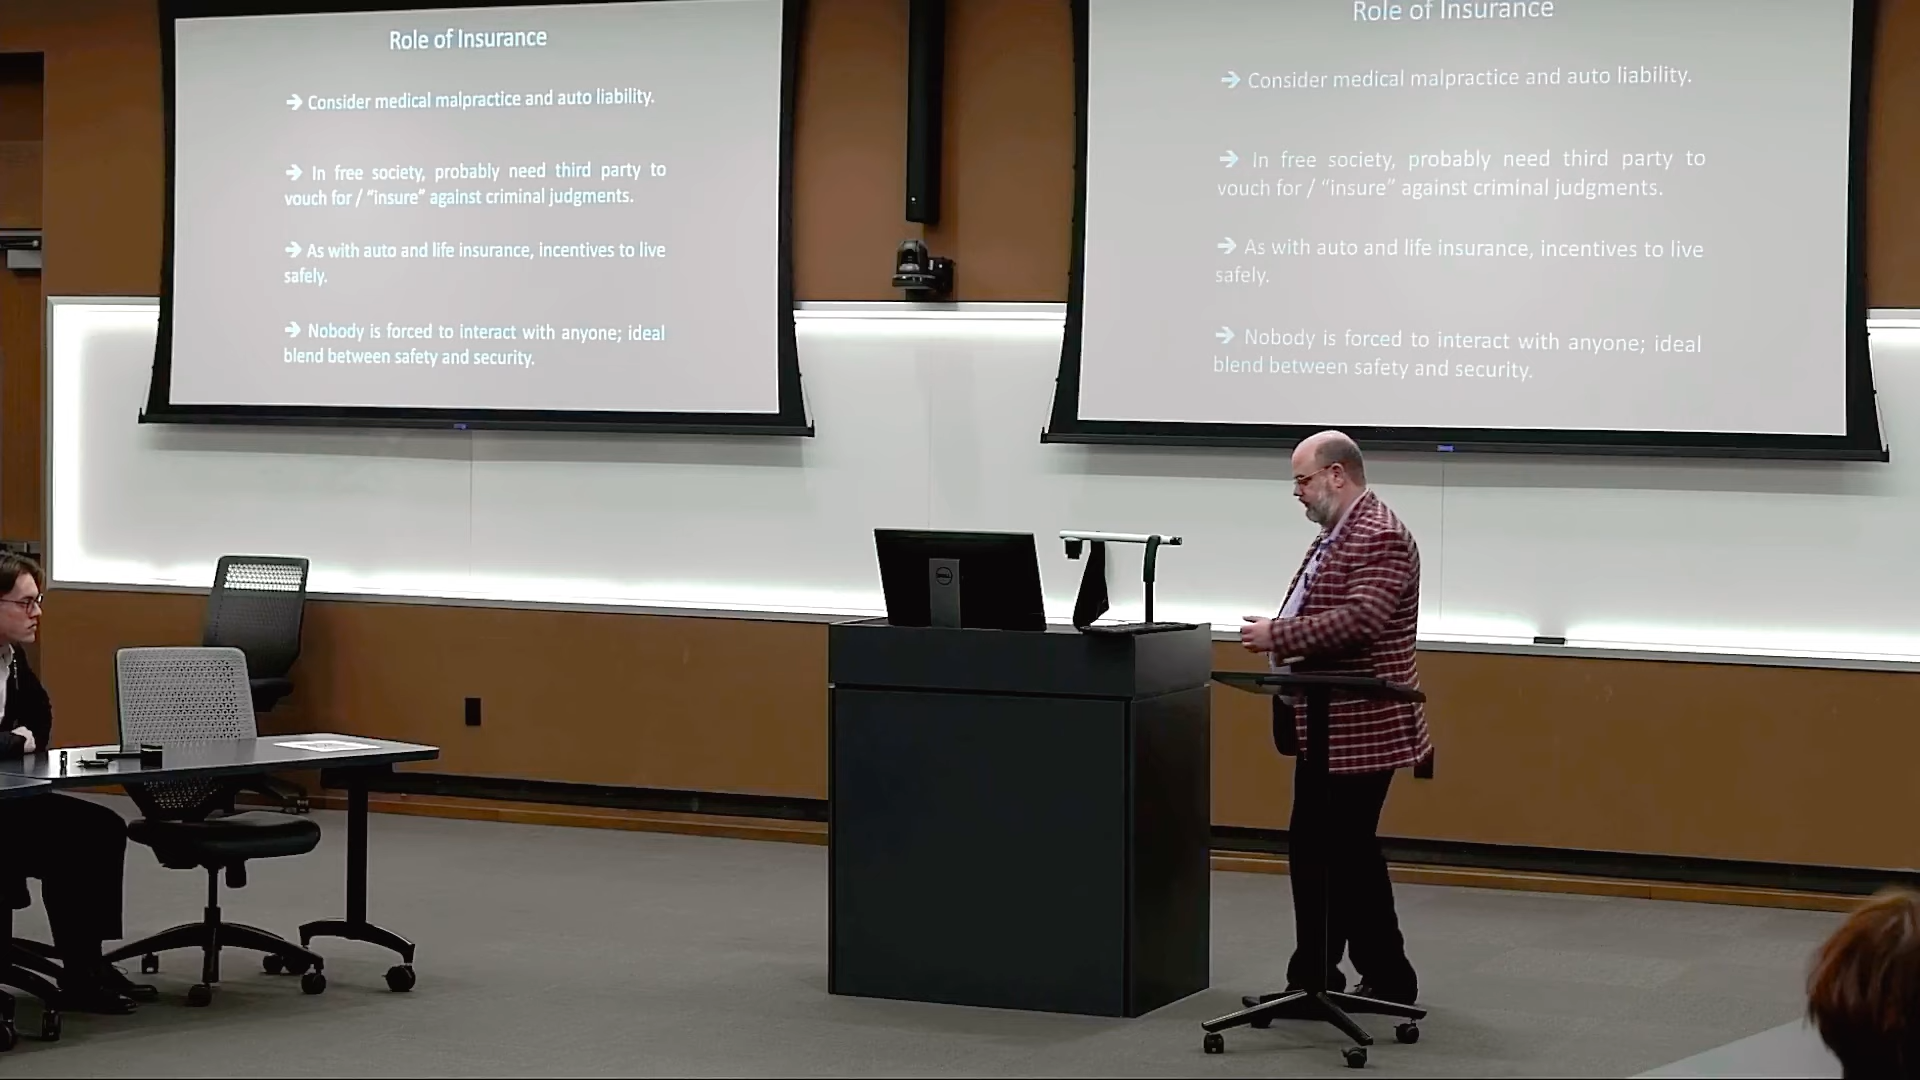 Role of Insurance
➔ Consider medical malpractice and auto liability.
➔ In free society, probably need third party to
vouch for / “insure” against criminal judgments.
➔ As with auto and life insurance, incentives to live
safely.
➔ Nobody is forced to interact with anyone; ideal
blend between safety and security.
Role of Insurance
➔ Consider medical malpractice and auto liability.
➔ In free society, probably need third party to
vouch for / “insure” against criminal judgments.
➔ As with auto and life insurance, incentives to live
safely.
➔ Nobody is forced to interact with anyone; ideal
blend between safety and security.
DELL